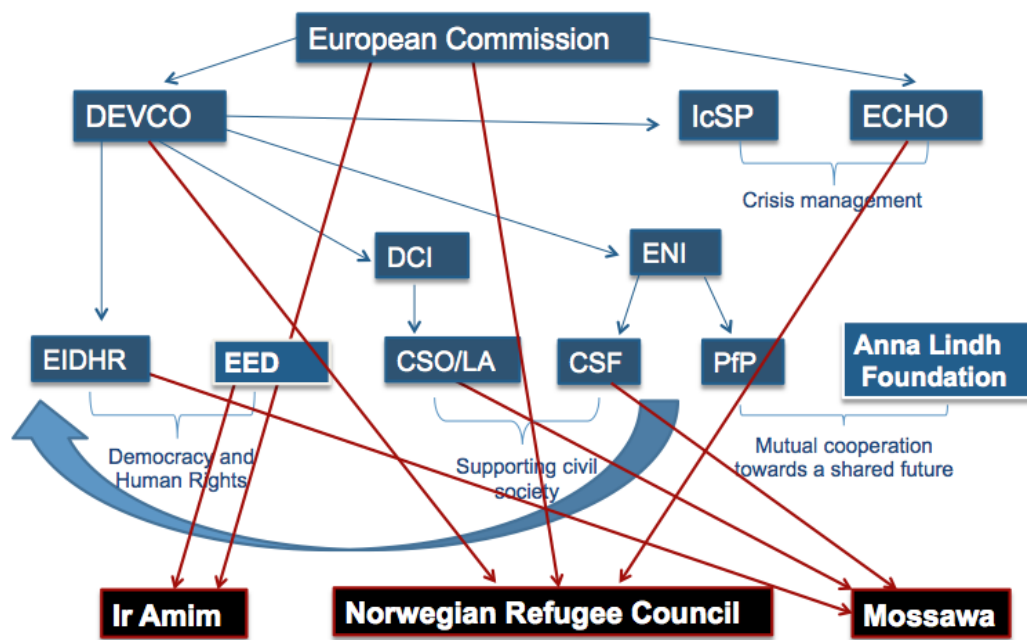 European Commission
DEVCO
IcSP
ECHO
Crisis management
DCI
ENI
EIDHR
EED
CSO/LA
CSF
PfP
Anna Lindh
Foundation
Democracy and
Human Rights
Supporting civil
society
Mutual cooperation
towards a shared future
Ir Amim
Norwegian Refugee Council
Mossawa